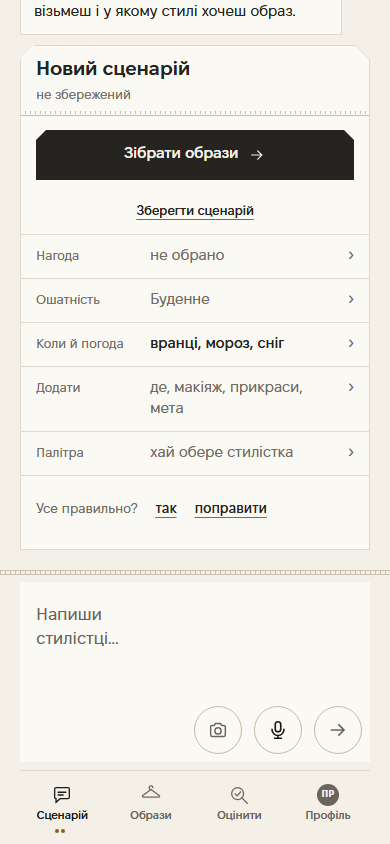 візьмеш і у якому стилі хочеш образ.
Новий сценарій
не збережений
Зібрати образи →
Зберегти сценарій
Нагода не обрано ›
Ошатність Буденне ›
Коли й погода вранці, мороз, сніг ›
Додати де, макіяж, прикраси, ›
мета
Палітра хай обере стилістка ›
Усе правильно? так поправити
Напиши
стилістці...
ПР
Сценарій Образи Оцінити Профіль